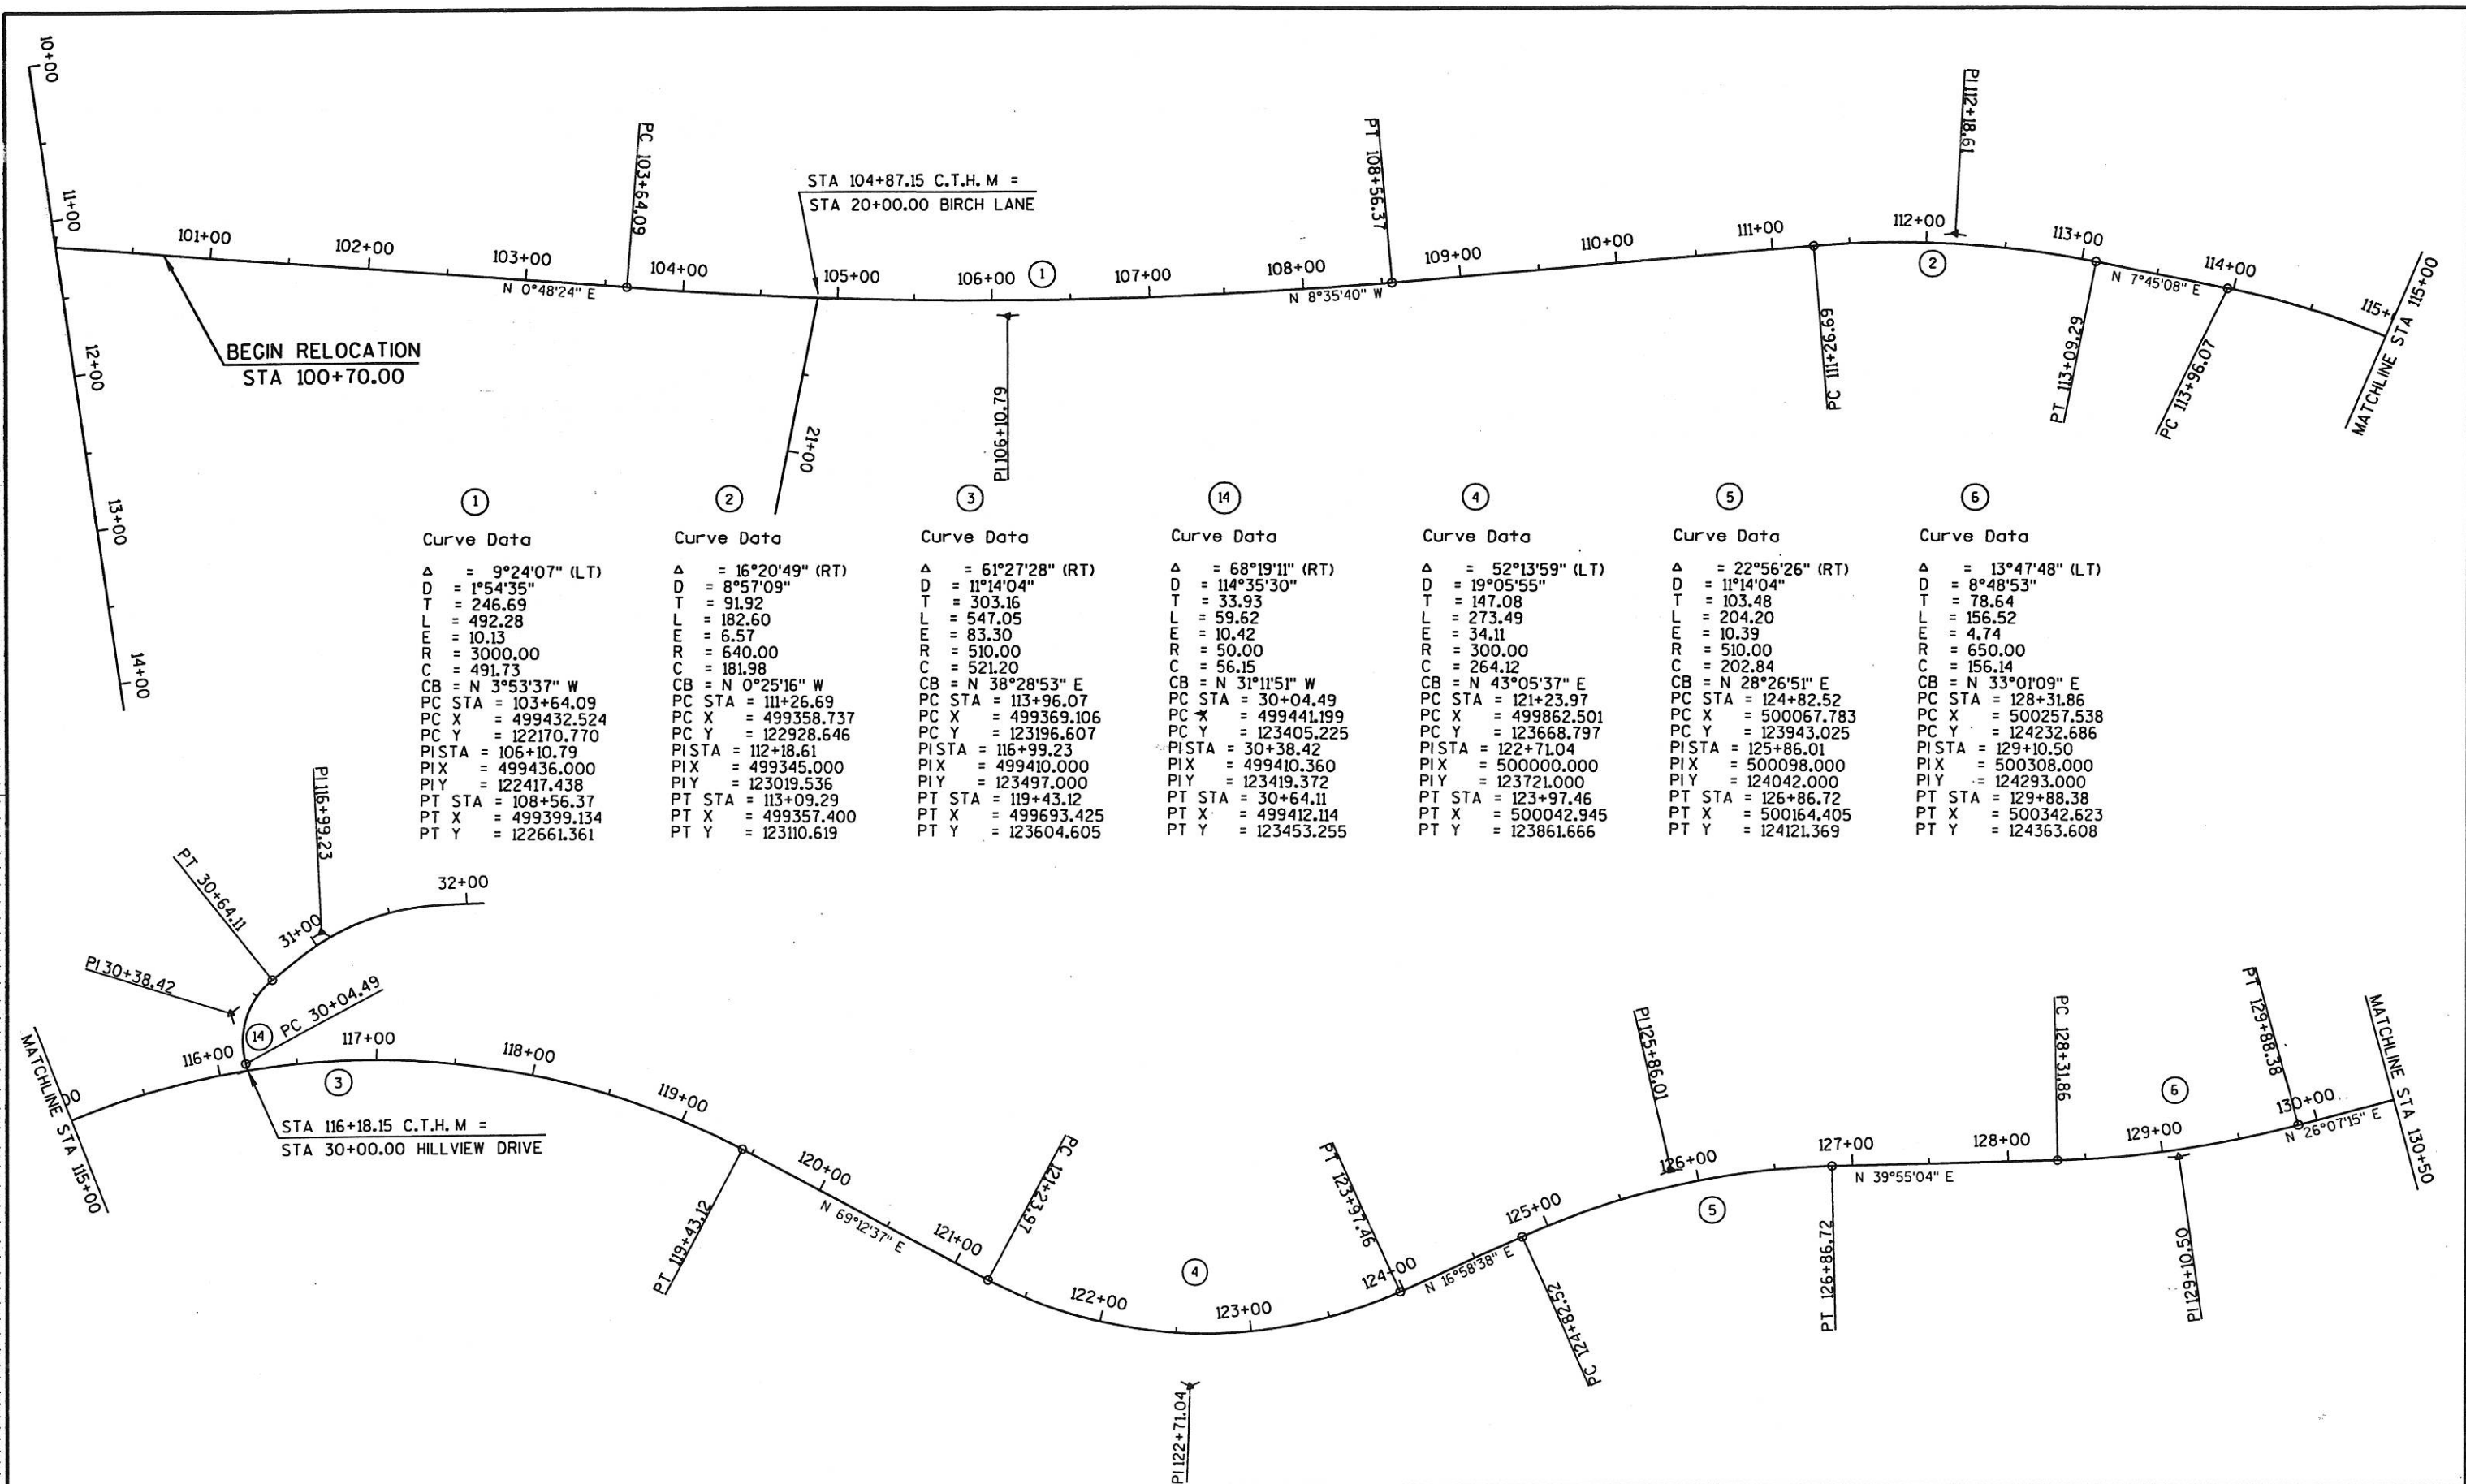 10+00
11+00
12+00
13+00
14+00
101+00
102+00
103+00
N 0°48'24" E
BEGIN RELOCATION
STA 100+70.00
PC 103+64.09
104+00
STA 104+87.15 C.T.H. M =
STA 20+00.00 BIRCH LANE
105+00
106+00
1
21+00
PI 106+10.79
107+00
108+00
N 8°35'40" W
PT 108+56.37
109+00
110+00
111+00
PC 111+26.69
112+00
2
PI 112+18.61
113+00
PT 113+09.29
N 7°45'08" E
114+00
PC 113+96.07
115+
MATCHLINE STA 115+00
1
Curve Data
Δ = 9°24'07" (LT)
D = 1°54'35"
T = 246.69
L = 492.28
E = 10.13
R = 3000.00
C = 491.73
CB = N 3°53'37" W
PC STA = 103+64.09
PC X = 499432.524
PC Y = 122170.770
PI STA = 106+10.79
PI X = 499436.000
PI Y = 122417.438
PT STA = 108+56.37
PT X = 499399.134
PT Y = 122661.361
2
Curve Data
Δ = 16°20'49" (RT)
D = 8°57'09"
T = 91.92
L = 182.60
E = 6.57
R = 640.00
C = 181.98
CB = N 0°25'16" W
PC STA = 111+26.69
PC X = 499358.737
PC Y = 122928.646
PI STA = 112+18.61
PI X = 499345.000
PI Y = 123019.536
PT STA = 113+09.29
PT X = 499357.400
PT Y = 123110.619
3
Curve Data
Δ = 61°27'28" (RT)
D = 11°14'04"
T = 303.16
L = 547.05
E = 83.30
R = 510.00
C = 521.20
CB = N 38°28'53" E
PC STA = 113+96.07
PC X = 499369.106
PC Y = 123196.607
PI STA = 116+99.23
PI X = 499410.000
PI Y = 123497.000
PT STA = 119+43.12
PT X = 499693.425
PT Y = 123604.605
14
Curve Data
Δ = 68°19'11" (RT)
D = 114°35'30"
T = 33.93
L = 59.62
E = 10.42
R = 50.00
C = 56.15
CB = N 31°11'51" W
PC STA = 30+04.49
PC X = 499441.199
PC Y = 123405.225
PI STA = 30+38.42
PI X = 499410.360
PI Y = 123419.372
PT STA = 30+64.11
PT X = 499412.114
PT Y = 123453.255
4
Curve Data
Δ = 52°13'59" (LT)
D = 19°05'55"
T = 147.08
L = 273.49
E = 34.11
R = 300.00
C = 264.12
CB = N 43°05'37" E
PC STA = 121+23.97
PC X = 499862.501
PC Y = 123668.797
PI STA = 122+71.04
PI X = 500000.000
PI Y = 123721.000
PT STA = 123+97.46
PT X = 500042.945
PT Y = 123861.666
5
Curve Data
Δ = 22°56'26" (RT)
D = 11°14'04"
T = 103.48
L = 204.20
E = 10.39
R = 510.00
C = 202.84
CB = N 28°26'51" E
PC STA = 124+82.52
PC X = 500067.783
PC Y = 123943.025
PI STA = 125+86.01
PI X = 500098.000
PI Y = 124042.000
PT STA = 126+86.72
PT X = 500164.405
PT Y = 124121.369
6
Curve Data
Δ = 13°47'48" (LT)
D = 8°48'53"
T = 78.64
L = 156.52
E = 4.74
R = 650.00
C = 156.14
CB = N 33°01'09" E
PC STA = 128+31.86
PC X = 500257.538
PC Y = 124232.686
PI STA = 129+10.50
PI X = 500308.000
PI Y = 124293.000
PT STA = 129+88.38
PT X = 500342.623
PT Y = 124363.608
MATCHLINE STA 115+00
00
PI 30+38.42
PT 30+64.11
PI 116+99.23
31+00
32+00
PC 30+04.49
14
116+00
117+00
3
118+00
119+00
STA 116+18.15 C.T.H. M =
STA 30+00.00 HILLVIEW DRIVE
PT 119+43.12
120+00
N 69°12'37" E
121+00
PC 121+23.97
122+00
4
123+00
PI 122+71.04
PT 123+97.46
124+00
N 16°58'38" E
125+00
PC 124+82.52
PI 125+86.01
126+00
5
127+00
PT 126+86.72
N 39°55'04" E
128+00
PC 128+31.86
129+00
6
PI 129+10.50
PT 129+88.38
130+00
N 26°07'15" E
MATCHLINE STA 130+50